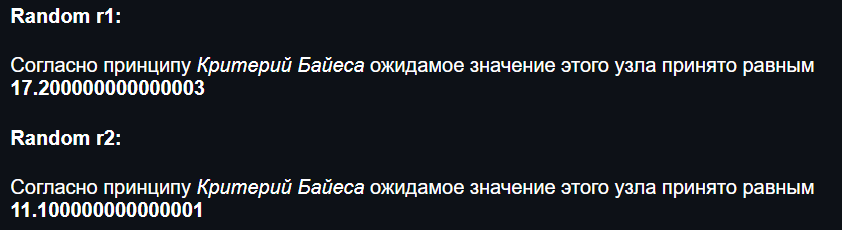 Random r1:
Согласно принципу Критерий Байеса ожидамое значение этого узла принято равным
17.200000000000003
Random r2:
Согласно принципу Критерий Байеса ожидамое значение этого узла принято равным
11.100000000000001